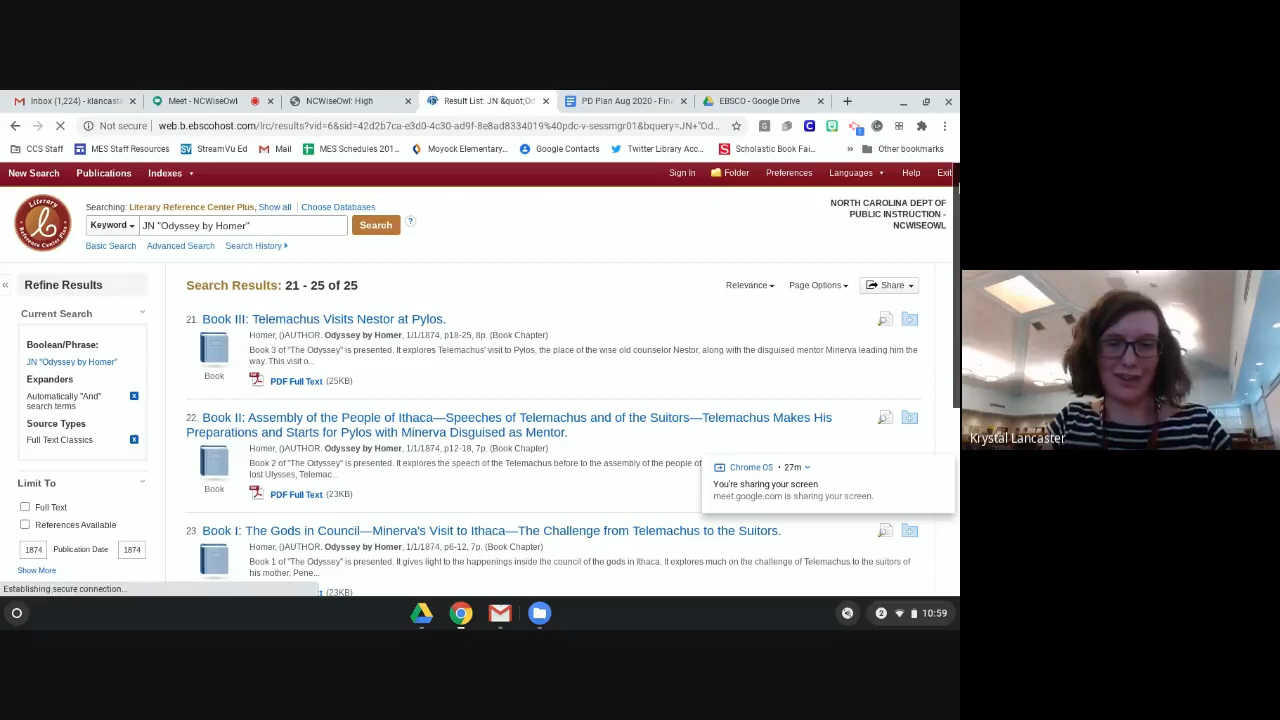 Inbox (1,224) - klancaste
Meet - NCWiseOwl
NCWiseOwl: High
Result List: JN &quot;Od
PD Plan Aug 2020 - Fina
EBSCO - Google Drive
Not secure
web.b.ebscohost.com/lrc/results?vid=6&sid=42d2b7ca-e3d0-4c30-ad9f-8e8ad8334019%40pdc-v-sessmgr01&bquery=JN+"Od...
CCS Staff
MES Staff Resources
StreamVu Ed
Mail
MES Schedules 201...
Moyock Elementary...
Google Contacts
Twitter Library Acc...
Scholastic Book Fai...
»
Other bookmarks
New Search
Publications
Indexes
Sign In
Folder
Preferences
Languages
Help
Exit
Literary Reference Center Plus
Searching: Literary Reference Center Plus, Show all | Choose Databases
Keyword
JN "Odyssey by Homer"
Search
?
Basic Search
Advanced Search
Search History
NORTH CAROLINA DEPT OF
PUBLIC INSTRUCTION -
NCWISEOWL
«
Refine Results
Current Search
Boolean/Phrase:
JN "Odyssey by Homer"
Expanders
Automatically "And"
search terms
x
Source Types
Full Text Classics
x
Limit To
Full Text
References Available
1874
Publication Date
1874
Show More
Search Results: 21 - 25 of 25
Relevance
Page Options
Share
21. Book III: Telemachus Visits Nestor at Pylos.
Homer, ()AUTHOR. Odyssey by Homer, 1/1/1874, p18-25, 8p. (Book Chapter)
Book 3 of "The Odyssey" is presented. It explores Telemachus' visit to Pylos, the place of the wise old counselor Nestor, along with the disguised mentor Minerva leading him the
way. This visit o...
Book
PDF Full Text (25KB)
22. Book II: Assembly of the People of Ithaca—Speeches of Telemachus and of the Suitors—Telemachus Makes His
Preparations and Starts for Pylos with Minerva Disguised as Mentor.
Homer, ()AUTHOR. Odyssey by Homer, 1/1/1874, p12-18, 7p. (Book Chapter)
Book 2 of "The Odyssey" is presented. It explores the speech of the Telemachus before to the assembly of the people of
lost Ulysses, Telemac...
Book
PDF Full Text (23KB)
Chrome OS • 27m
You're sharing your screen
meet.google.com is sharing your screen.
23. Book I: The Gods in Council—Minerva's Visit to Ithaca—The Challenge from Telemachus to the Suitors.
Homer, ()AUTHOR. Odyssey by Homer, 1/1/1874, p6-12, 7p. (Book Chapter)
Book 1 of "The Odyssey" is presented. It gives light to the happenings inside the council of the gods in Ithaca. It explores much on the challenge of Telemachus to the suitors of
his mother, Pene...
(23KB)
Establishing secure connection...
2
10:59
Krystal Lancaster